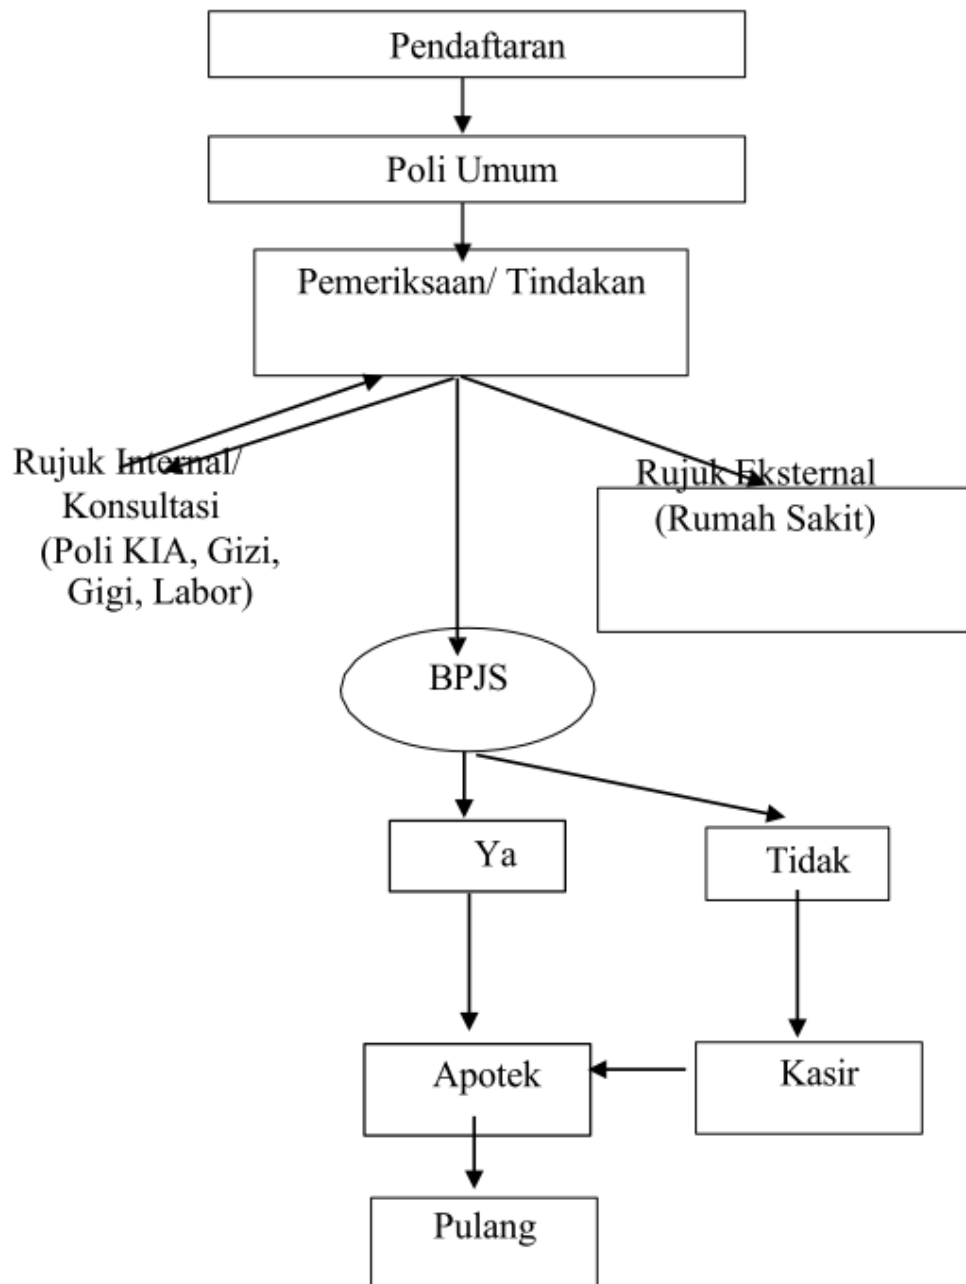 Pendaftaran
Poli Umum
Pemeriksaan/ Tindakan
Rujuk Internal/
Konsultasi
(Poli KIA, Gizi,
Gigi, Labor)
Rujuk Eksternal
(Rumah Sakit)
BPJS
Ya
Tidak
Apotek
Kasir
Pulang